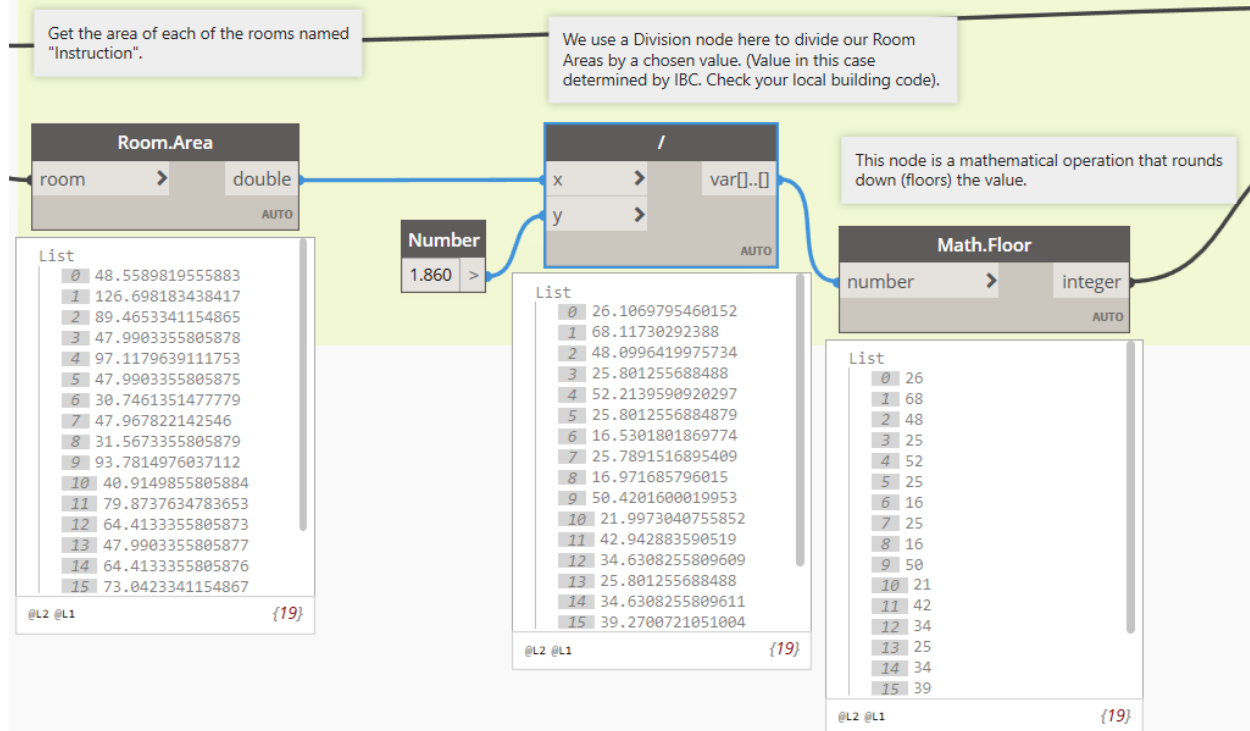 Get the area of each of the rooms named
"Instruction".
We use a Division node here to divide our Room
Areas by a chosen value. (Value in this case
determined by IBC. Check your local building code).
This node is a mathematical operation that rounds
down (floors) the value.
Room.Area
room > double
AUTO
List
0 48.5589819555883
1 126.698183438417
2 89.4653341154865
3 47.9903355805878
4 97.1179639111753
5 47.9903355805875
6 30.7461351477779
7 47.967822142546
8 31.5673355805879
9 93.7814976037112
10 40.9149855805884
11 79.8737634783653
12 64.4133355805873
13 47.9903355805877
14 64.4133355805876
15 73.0423341154867
@L2 @L1 {19}
Number
1.860 >
/
x > var[]..[]
y >
AUTO
List
0 26.1069795460152
1 68.11730292388
2 48.0996419975734
3 25.801255688488
4 52.2139590920297
5 25.8012556884879
6 16.5301801869774
7 25.7891516895409
8 16.971685796015
9 50.4201600019953
10 21.9973040755852
11 42.942883590519
12 34.6308255809609
13 25.801255688488
14 34.6308255809611
15 39.2700721051004
@L2 @L1 {19}
Math.Floor
number > integer
AUTO
List
0 26
1 68
2 48
3 25
4 52
5 25
6 16
7 25
8 16
9 50
10 21
11 42
12 34
13 25
14 34
15 39
@L2 @L1 {19}